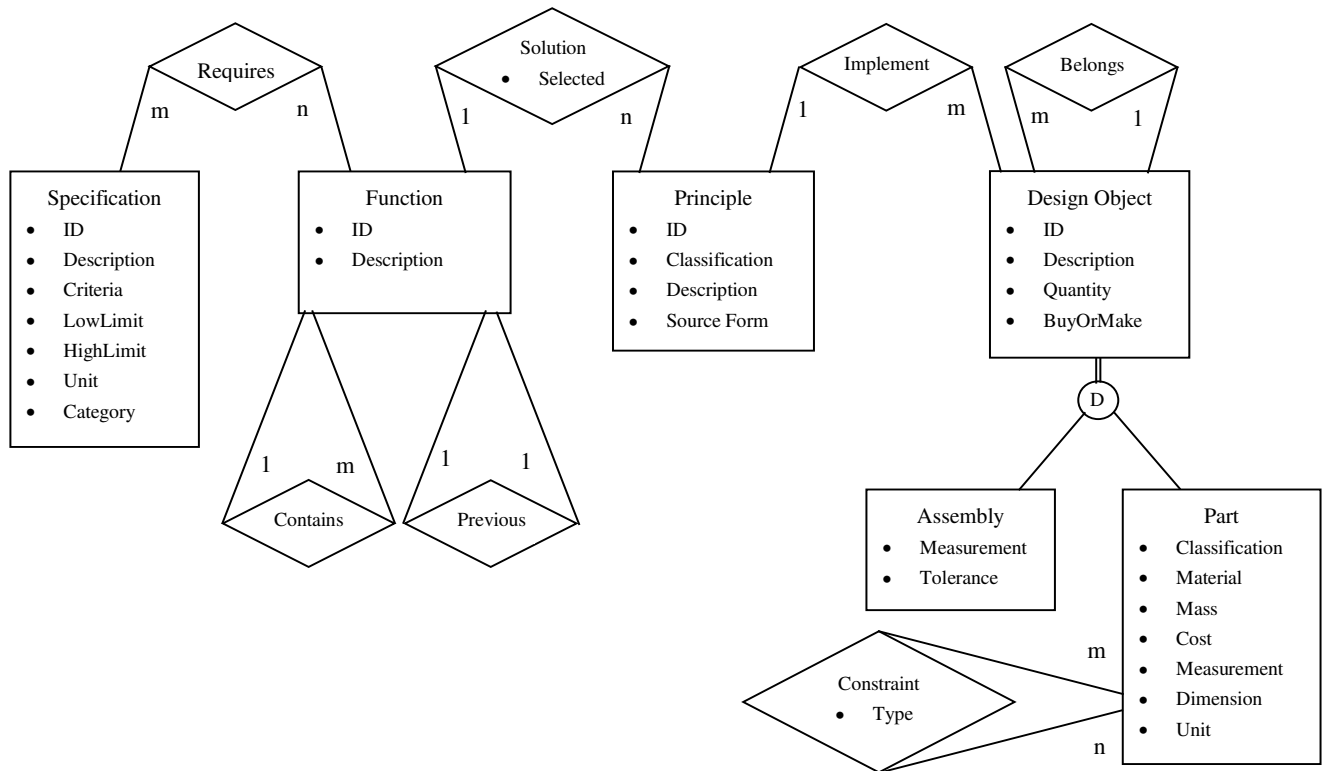 Requires
m
n
Solution
• Selected
1
n
Implement
1
m
Belongs
m
1
Specification
• ID
• Description
• Criteria
• LowLimit
• HighLimit
• Unit
• Category
Function
• ID
• Description
Principle
• ID
• Classification
• Description
• Source Form
Design Object
• ID
• Description
• Quantity
• BuyOrMake
D
1
m
Contains
1
1
Previous
Assembly
• Measurement
• Tolerance
Part
• Classification
• Material
• Mass
• Cost
• Measurement
• Dimension
• Unit
Constraint
• Type
m
n